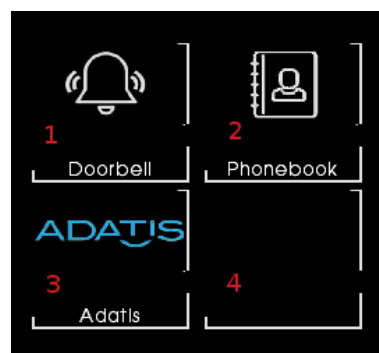 1
2
Doorbell
Phonebook
ADATIS
3
4
Adatis